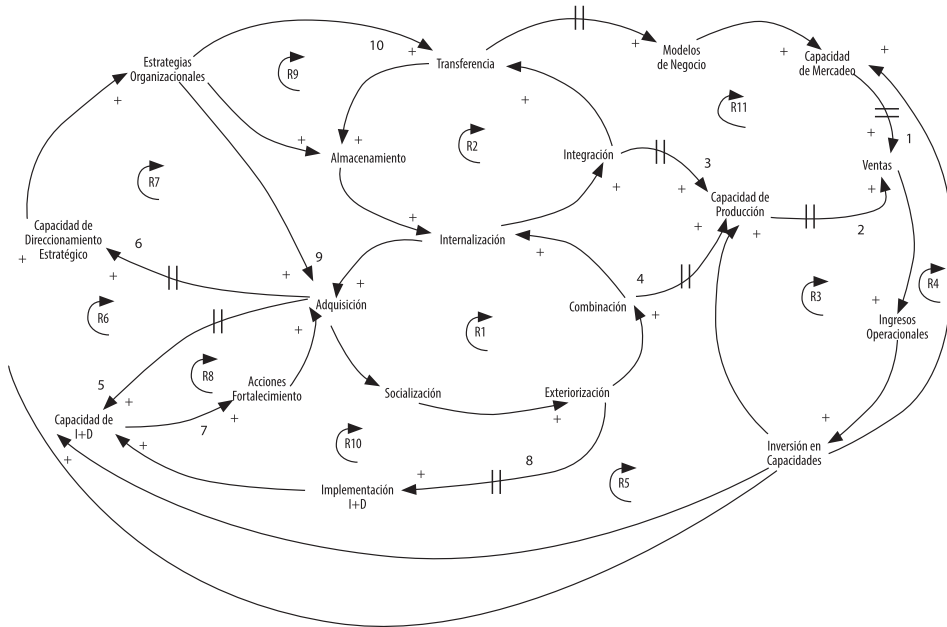 10
+
+
Modelos
de Negocio
+
Capacidad
de Mercadeo
+
Estrategias
Organizacionales
+
R9
Transferencia
+
R11
+
1
R2
+
+
Almacenamiento
Integración
+
3
+
Ventas
+
R7
Capacidad de
Producción
+
+
2
Capacidad de
Direccionamiento
Estratégico
+
6
+
+
Internalización
+
9
+
+
R4
R3
R6
+
Adquisición
+
4
Combinación
+
+
Ingresos
Operacionales
R1
R8
5
+
Acciones
Fortalecimiento
+
Socialización
Exteriorización
+
Capacidad de
I+D
+
+
7
R10
+
Inversión en
Capacidades
8
+
R5
Implementación
I+D